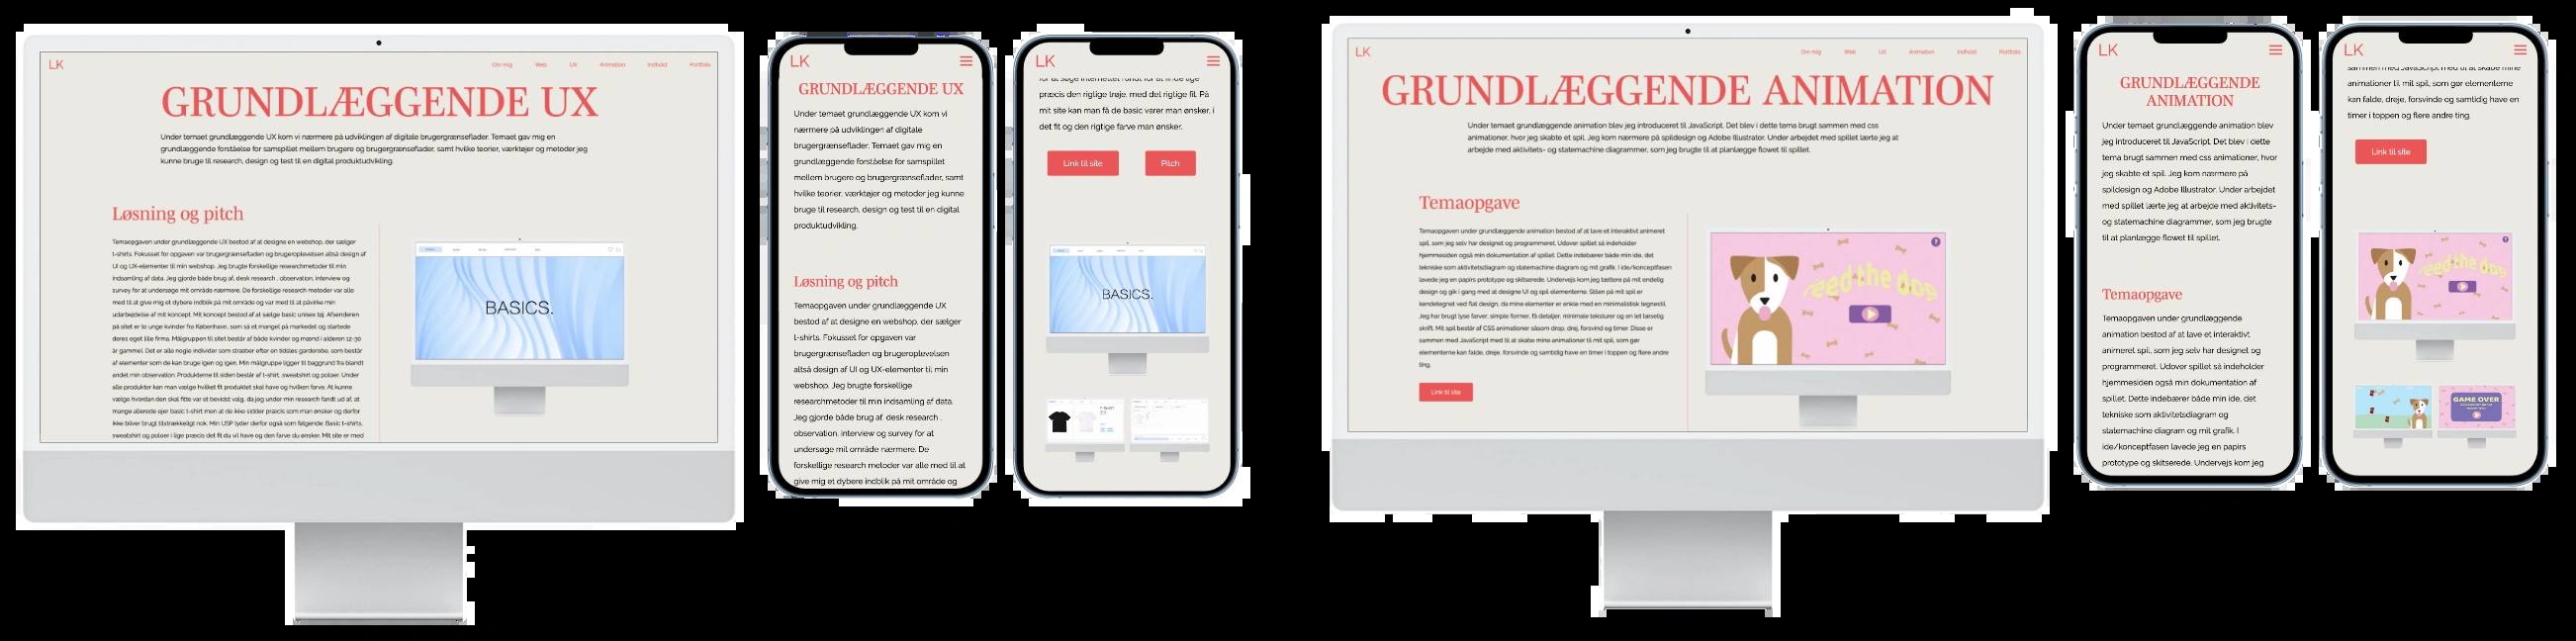 LK
Om mig Web UX Animation Indhold Portfolio
GRUNDLÆGGENDE UX
Under temaet grundlæggende UX kom vi nærmere på udviklingen af digitale brugergrænseflader. Temaet gav mig en
grundlæggende forståelse for samspillet mellem brugere og brugergrænseflader, samt hvilke teorier, værktøjer og metoder jeg
kunne bruge til research, design og test til en digital produktudvikling.
Løsning og pitch
Temaopgaven under grundlæggende UX bestod af at designe en webshop, der sælger
t-shirts. Fokusset for opgaven var brugergrænsefladen og brugeroplevelsen altså design af
UI og UX-elementer til min webshop. Jeg brugte forskellige researchmetoder til min
indsamling af data. Jeg gjorde både brug af, desk research , observation, interview og
survey for at undersøge mit område nærmere. De forskellige research metoder var alle
med til at give mig et dybere indblik på mit område og var med til at påvirke min
udarbejdelse af mit koncept. Mit koncept bestod af at sælge basic unisex tøj. Afsenderen
på sitet er to unge kvinder fra København, som så et mangel på markedet og startede
deres eget lille firma. Målgruppen til sitet består af både kvinder og mænd i alderen 12-30
år gammel. Det er alle nogle individer som stræber efter en tidsløs garderobe, som består
af elementer som de kan bruge igen og igen. Min målgruppe ligger til baggrund fra blandt
andet min observation. Produkterne til siden består af t-shirt, sweatshirt og poloer. Under
alle produkter kan man vælge hvilket fit produktet skal have og hvilken farve. At kunne
vælge hvordan den skal fitte var et bevidst valg, da jeg under min research fandt ud af, at
mange allerede ejer basic t-shirt men at de ikke sidder præcis som man ønsker og derfor
ikke bliver brugt tilstrækkeligt nok. Min USP lyder derfor også som følgende: Basic t-shirts,
sweatshirt og poloer i lige præcis det fit du vil have og den farve du ønsker. Mit site er med
BASICS.
LK
GRUNDLÆGGENDE UX
Under temaet grundlæggende UX kom vi
nærmere på udviklingen af digitale
brugergrænseflader. Temaet gav mig en
grundlæggende forståelse for samspillet
mellem brugere og brugergrænseflader, samt
hvilke teorier, værktøjer og metoder jeg kunne
bruge til research, design og test til en digital
produktudvikling.
Løsning og pitch
Temaopgaven under grundlæggende UX
bestod af at designe en webshop, der sælger
t-shirts. Fokusset for opgaven var
brugergrænsefladen og brugeroplevelsen
altså design af UI og UX-elementer til min
webshop. Jeg brugte forskellige
researchmetoder til min indsamling af data.
Jeg gjorde både brug af, desk research ,
observation, interview og survey for at
undersøge mit område nærmere. De
forskellige research metoder var alle med til at
give mig et dybere indblik på mit område og
LK
for at søge internettet rundt for at finde lige
præcis den rigtige trøje, med det rigtige fit. På
mit site kan man få de basic varer man ønsker, i
det fit og den rigtige farve man ønsker.
Link til site
Pitch
BASICS.
LK
Om mig Web UX Animation Indhold Portfolio
GRUNDLÆGGENDE ANIMATION
Under temaet grundlæggende animation blev jeg introduceret til JavaScript. Det blev i dette tema brugt sammen med css
animationer, hvor jeg skabte et spil. Jeg kom nærmere på spildesign og Adobe Illustrator. Under arbejdet med spillet lærte jeg at
arbejde med aktivitets- og statemachine diagrammer, som jeg brugte til at planlægge flowet til spillet.
Temaopgave
Temaopgaven under grundlæggende animation bestod af at lave et interaktivt animeret
spil, som jeg selv har designet og programmeret. Udover spillet så indeholder
hjemmesiden også min dokumentation af spillet. Dette indebærer både min ide, det
tekniske som aktivitetsdiagram og statemachine diagram og mit grafik. I ide/konceptfasen
lavede jeg en papirs prototype og skitserede. Undervejs kom jeg tættere på mit endelig
design og gik i gang med at designe UI og spil elementerne. Stilen på mit spil er
kendetegnet ved flat design, da mine elementer er enkle med en minimalistisk tegnestil.
Jeg har brugt lyse farver, simple former, få detaljer, minimale teksturer og en let læselig
skrift. Mit spil består af CSS animationer såsom drop, drej, forsvind og timer. Disse er
sammen med JavaScript med til at skabe mine animationer til mit spil, som gør
elementerne kan falde, dreje, forsvinde og samtidig have en timer i toppen og flere andre
ting.
Link til site
feed the dog
LK
GRUNDLÆGGENDE
ANIMATION
Under temaet grundlæggende animation blev
jeg introduceret til JavaScript. Det blev i dette
tema brugt sammen med css animationer, hvor
jeg skabte et spil. Jeg kom nærmere på
spildesign og Adobe Illustrator. Under arbejdet
med spillet lærte jeg at arbejde med aktivitets-
og statemachine diagrammer, som jeg brugte
til at planlægge flowet til spillet.
Temaopgave
Temaopgaven under grundlæggende
animation bestod af at lave et interaktivt
animeret spil, som jeg selv har designet og
programmeret. Udover spillet så indeholder
hjemmesiden også min dokumentation af
spillet. Dette indebærer både min ide, det
tekniske som aktivitetsdiagram og
statemachine diagram og mit grafik. I
ide/konceptfasen lavede jeg en papirs
prototype og skitserede. Undervejs kom jeg
LK
sammen med JavaScript med til at skabe mine
animationer til mit spil, som gør elementerne
kan falde, dreje, forsvinde og samtidig have en
timer i toppen og flere andre ting.
Link til site
feed the dog
GAME OVER